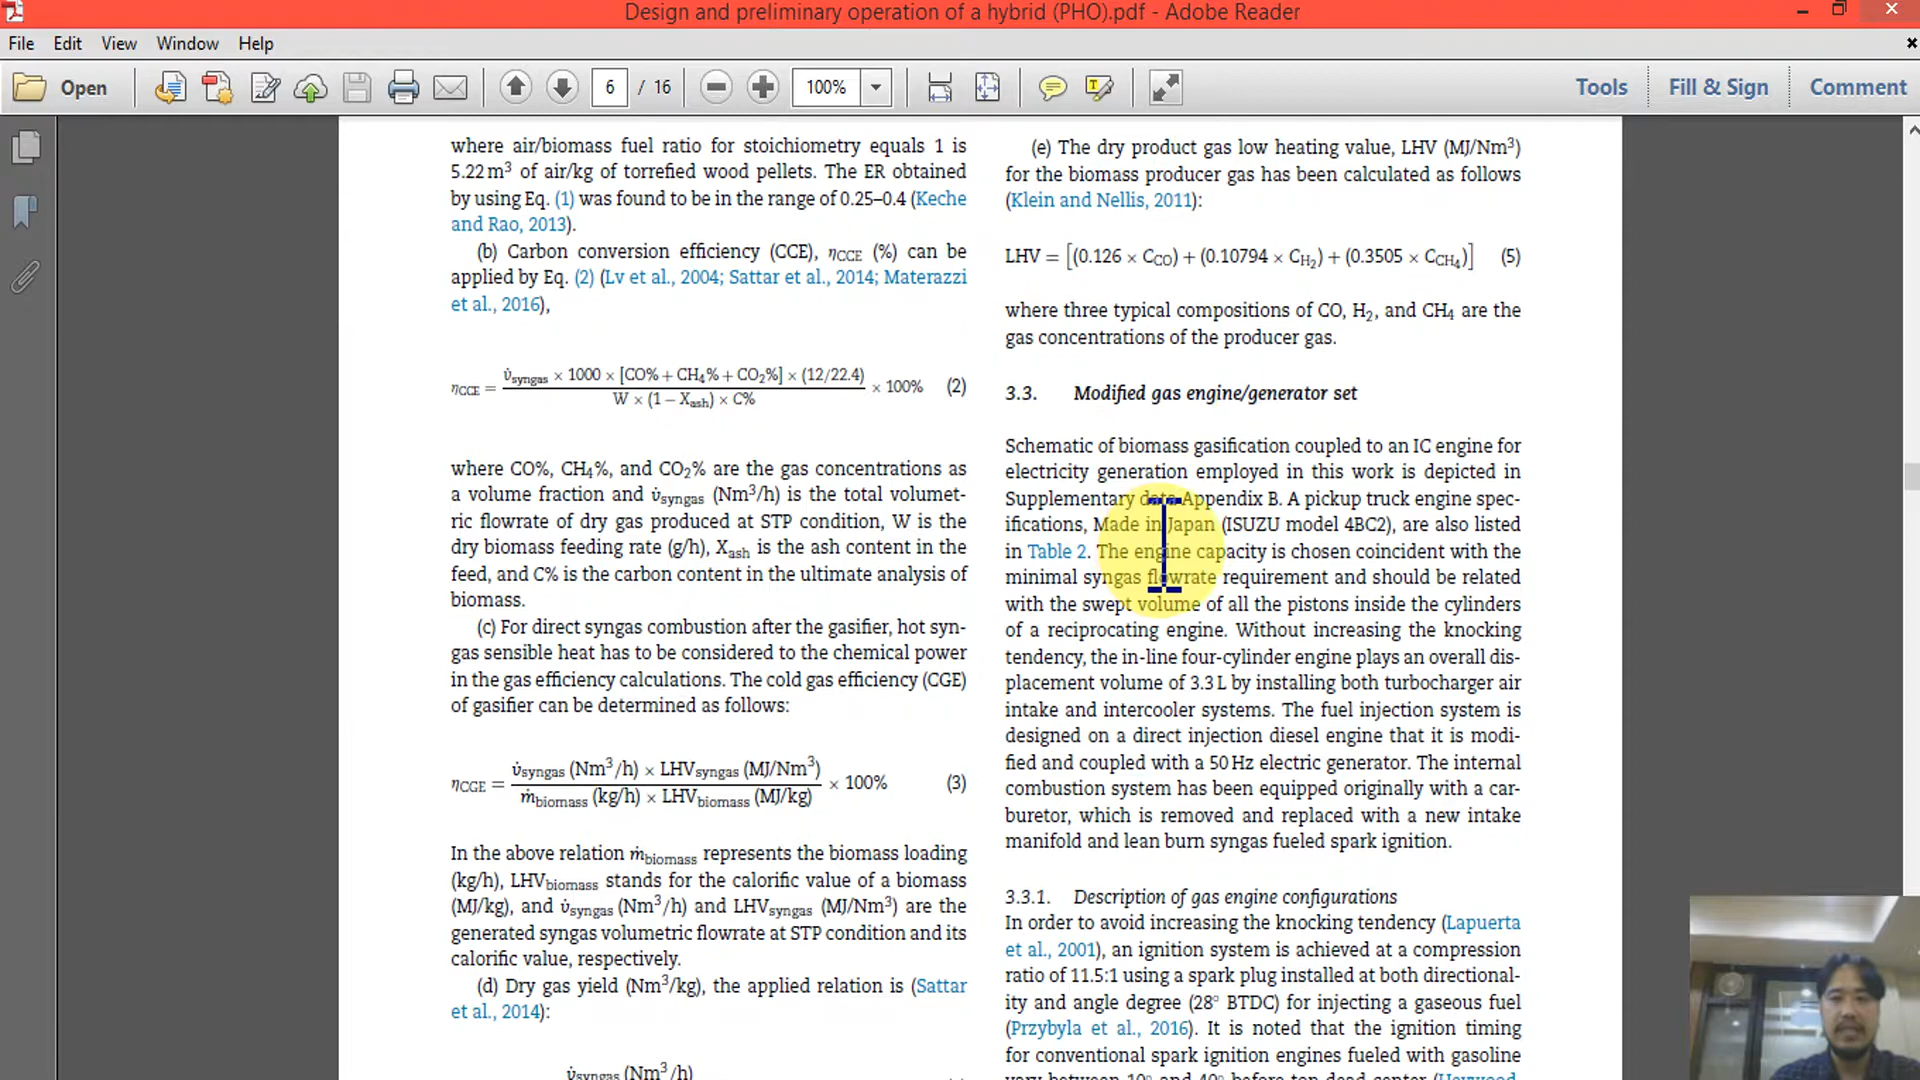 Design and preliminary operation of a hybrid (PHO).pdf - Adobe Reader
File Edit View Window Help
Open 6 / 16 100% Tools Fill & Sign Comment
where air/biomass fuel ratio for stoichiometry equals 1 is
5.22 m³ of air/kg of torrefied wood pellets. The ER obtained
by using Eq. (1) was found to be in the range of 0.25–0.4 (Keche
and Rao, 2013).
(b) Carbon conversion efficiency (CCE), ηCCE (%) can be
applied by Eq. (2) (Lv et al., 2004; Sattar et al., 2014; Materazzi
et al., 2016),
ηCCE = v̇syngas × 1000 × [CO% + CH₄% + CO₂%] × (12/22.4) / W × (1 − Xash) × C% × 100% (2)
where CO%, CH₄%, and CO₂% are the gas concentrations as
a volume fraction and v̇syngas (Nm³/h) is the total volumet-
ric flowrate of dry gas produced at STP condition, W is the
dry biomass feeding rate (g/h), Xash is the ash content in the
feed, and C% is the carbon content in the ultimate analysis of
biomass.
(c) For direct syngas combustion after the gasifier, hot syn-
gas sensible heat has to be considered to the chemical power
in the gas efficiency calculations. The cold gas efficiency (CGE)
of gasifier can be determined as follows:
ηCGE = v̇syngas (Nm³/h) × LHVsyngas (MJ/Nm³) / ṁbiomass (kg/h) × LHVbiomass (MJ/kg) × 100% (3)
In the above relation ṁbiomass represents the biomass loading
(kg/h), LHVbiomass stands for the calorific value of a biomass
(MJ/kg), and v̇syngas (Nm³/h) and LHVsyngas (MJ/Nm³) are the
generated syngas volumetric flowrate at STP condition and its
calorific value, respectively.
(d) Dry gas yield (Nm³/kg), the applied relation is (Sattar
et al., 2014):
v̇syngas (Nm³/h)
(e) The dry product gas low heating value, LHV (MJ/Nm³)
for the biomass producer gas has been calculated as follows
(Klein and Nellis, 2011):
LHV = [(0.126 × CCO) + (0.10794 × CH₂) + (0.3505 × CCH₄)] (5)
where three typical compositions of CO, H₂, and CH₄ are the
gas concentrations of the producer gas.
3.3. Modified gas engine/generator set
Schematic of biomass gasification coupled to an IC engine for
electricity generation employed in this work is depicted in
Supplementary data Appendix B. A pickup truck engine spec-
ifications, Made in Japan (ISUZU model 4BC2), are also listed
in Table 2. The engine capacity is chosen coincident with the
minimal syngas flowrate requirement and should be related
with the swept volume of all the pistons inside the cylinders
of a reciprocating engine. Without increasing the knocking
tendency, the in-line four-cylinder engine plays an overall dis-
placement volume of 3.3 L by installing both turbocharger air
intake and intercooler systems. The fuel injection system is
designed on a direct injection diesel engine that it is modi-
fied and coupled with a 50 Hz electric generator. The internal
combustion system has been equipped originally with a car-
buretor, which is removed and replaced with a new intake
manifold and lean burn syngas fueled spark ignition.
3.3.1. Description of gas engine configurations
In order to avoid increasing the knocking tendency (Lapuerta
et al., 2001), an ignition system is achieved at a compression
ratio of 11.5:1 using a spark plug installed at both directional-
ity and angle degree (28° BTDC) for injecting a gaseous fuel
(Przybyla et al., 2016). It is noted that the ignition timing
for conventional spark ignition engines fueled with gasoline
vary between 10° and 40° before top dead center (Heywood,